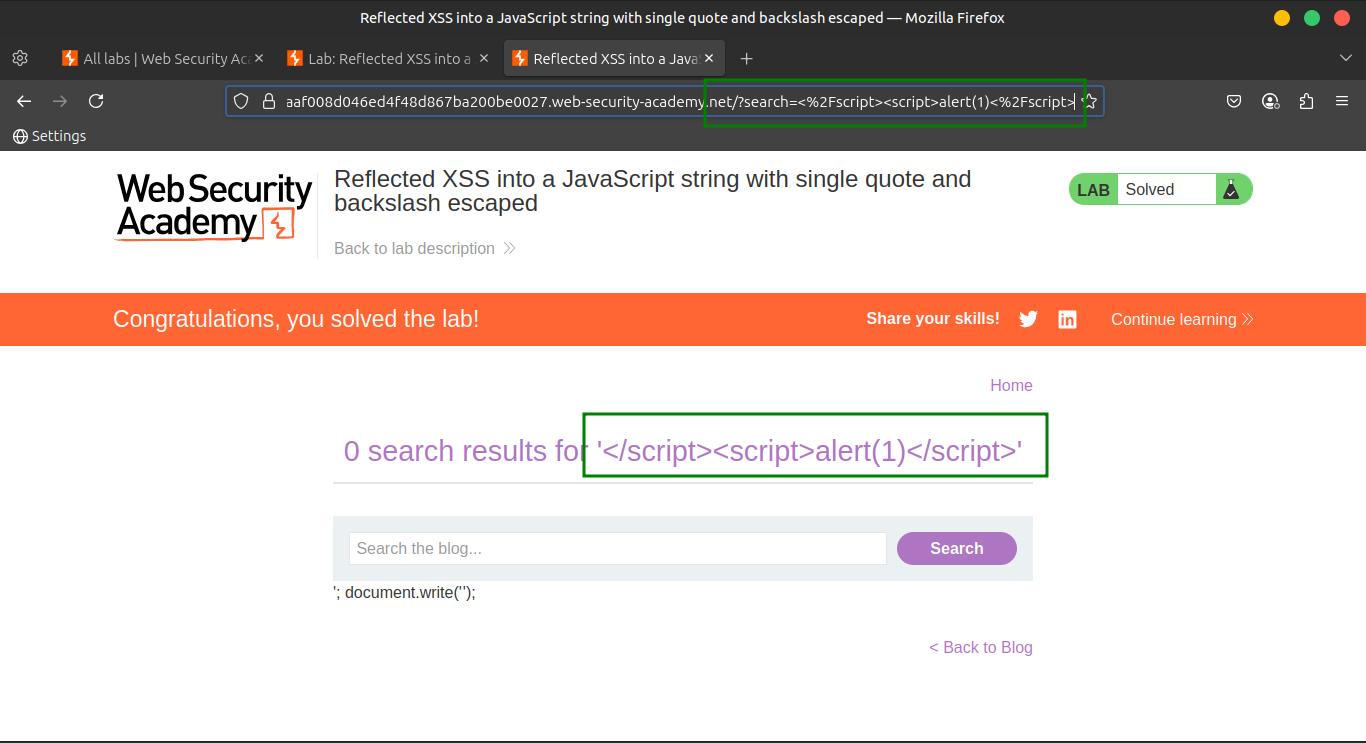 Reflected XSS into a JavaScript string with single quote and backslash escaped — Mozilla Firefox
All labs | Web Security Ac
Lab: Reflected XSS into a
Reflected XSS into a Java
aaf008d046ed4f48d867ba200be0027.web-security-academy.net/?search=<%2Fscript><script>alert(1)<%2Fscript>
Settings
Web Security
Academy
Reflected XSS into a JavaScript string with single quote and
backslash escaped
LAB Solved
Back to lab description
Congratulations, you solved the lab!
Share your skills!
Continue learning
Home
0 search results for '</script><script>alert(1)</script>'
Search the blog...
Search
'; document.write('');
< Back to Blog